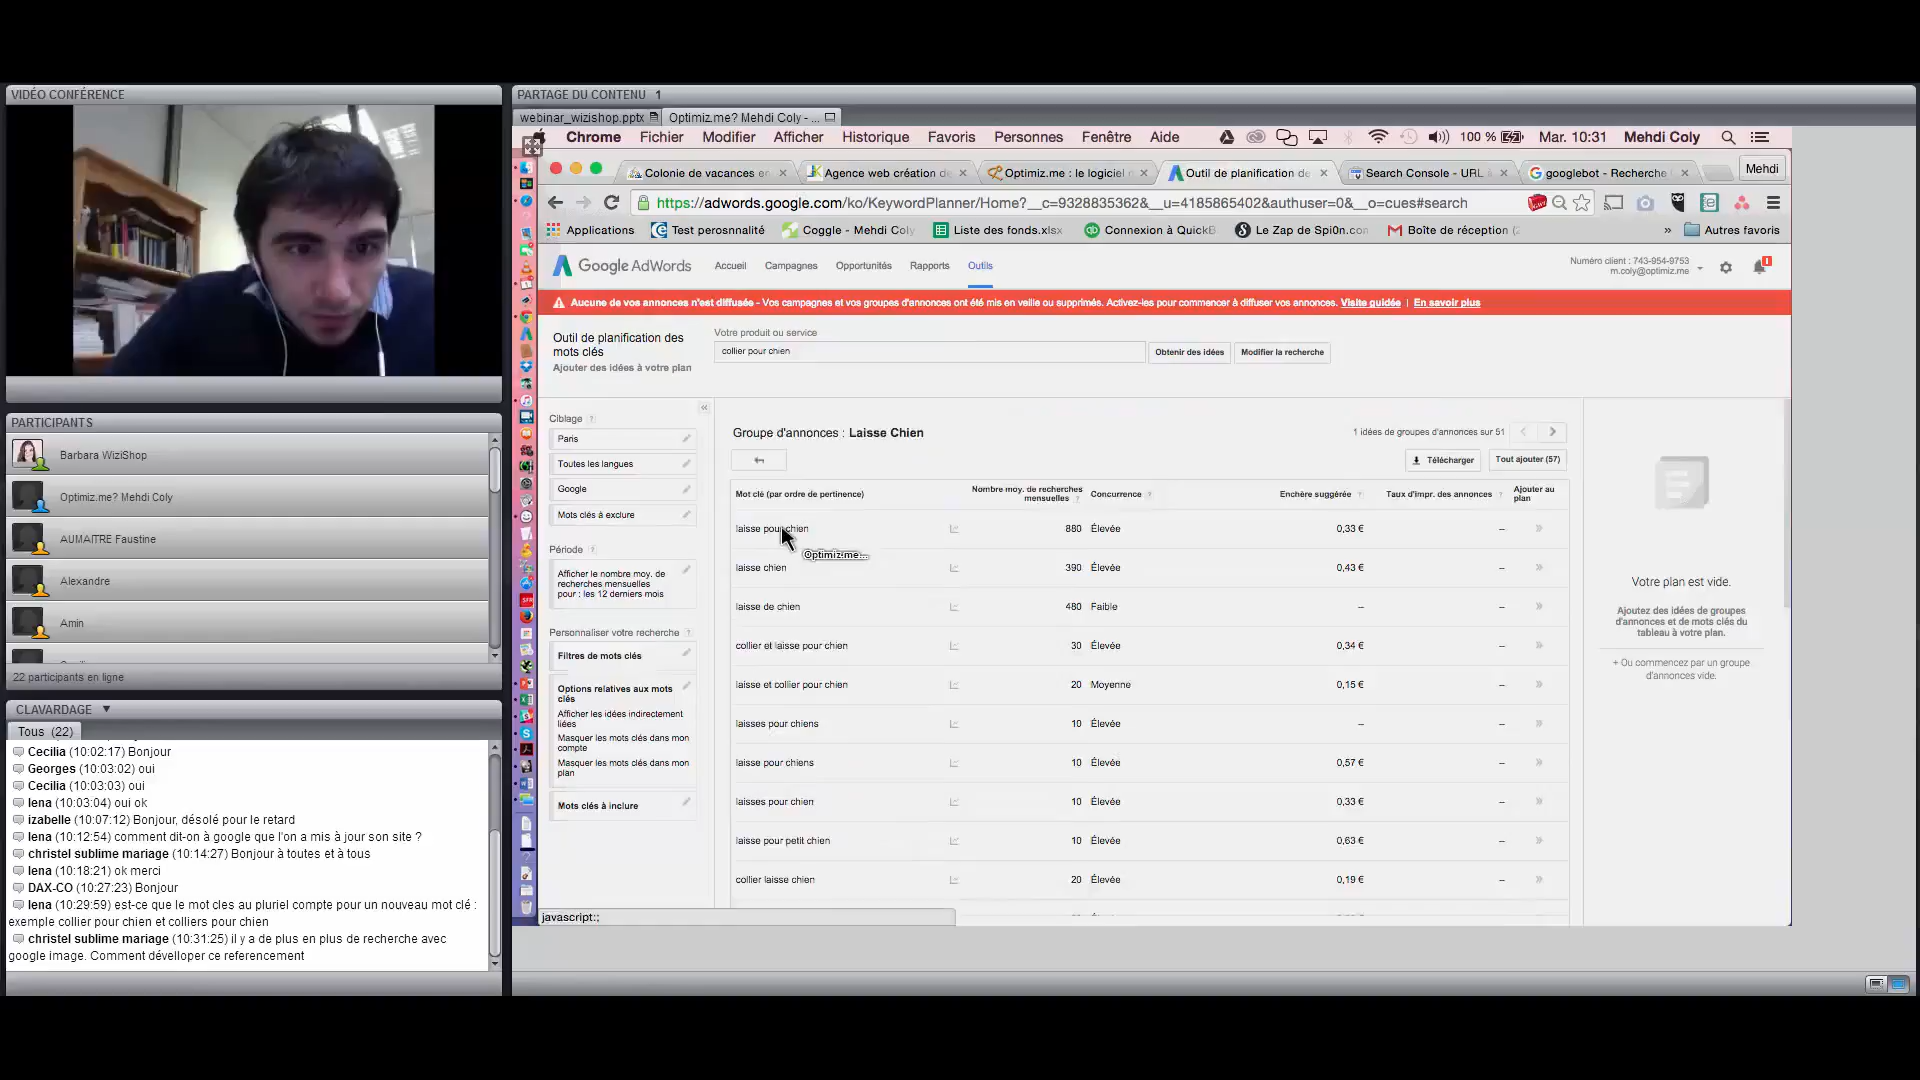 VIDÉO CONFÉRENCE
PARTICIPANTS
Barbara WiziShop
Optimiz.me? Mehdi Coly
AUMAITRE Faustine
Alexandre
Amin
22 participants en ligne
CLAVARDAGE
Tous (22)
Cecilia (10:02:17) Bonjour
Georges (10:03:02) oui
Cecilia (10:03:03) oui
lena (10:03:04) oui ok
izabelle (10:07:12) Bonjour, désolé pour le retard
lena (10:12:54) comment dit-on à google que l'on a mis à jour son site ?
christel sublime mariage (10:14:27) Bonjour à toutes et à tous
lena (10:18:21) ok merci
DAX-CO (10:27:23) Bonjour
lena (10:29:59) est-ce que le mot cles au pluriel compte pour un nouveau mot clé :
exemple collier pour chien et colliers pour chien
christel sublime mariage (10:31:25) il y a de plus en plus de recherche avec
google image. Comment dévelloper ce referencement
PARTAGE DU CONTENU 1
webinar_wizishop.pptx Optimiz.me? Mehdi Coly - ...
Chrome Fichier Modifier Afficher Historique Favoris Personnes Fenêtre Aide 100 % Mar. 10:31 Mehdi Coly
Colonie de vacances en Agence web création de Optimiz.me : le logiciel Outil de planification de Search Console - URL googlebot - Recherche Mehdi
https://adwords.google.com/ko/KeywordPlanner/Home?__c=9328835362&__u=4185865402&authuser=0&__o=cues#search
Applications Test perosnnalité Coggle - Mehdi Coly Liste des fonds.xlsx Connexion à QuickB Le Zap de Spi0n.com Boîte de réception (2 » Autres favoris
Google AdWords Accueil Campagnes Opportunités Rapports Outils
Numéro client : 743-954-9753
m.coly@optimiz.me
Aucune de vos annonces n'est diffusée - Vos campagnes et vos groupes d'annonces ont été mis en veille ou supprimés. Activez-les pour commencer à diffuser vos annonces. Visite guidée | En savoir plus
Outil de planification des
mots clés
Ajouter des idées à votre plan
Votre produit ou service
collier pour chien
Obtenir des idées Modifier la recherche
Ciblage ?
Paris
Toutes les langues
Google
Mots clés à exclure
Période ?
Afficher le nombre moy. de
recherches mensuelles
pour : les 12 derniers mois
Personnaliser votre recherche ?
Filtres de mots clés
Options relatives aux mots
clés
Afficher les idées indirectement
liées
Masquer les mots clés dans mon
compte
Masquer les mots clés dans mon
plan
Mots clés à inclure
Groupe d'annonces : Laisse Chien
1 idées de groupes d'annonces sur 51
Télécharger Tout ajouter (57)
Mot clé (par ordre de pertinence) Nombre moy. de recherches mensuelles ? Concurrence ? Enchère suggérée ? Taux d'impr. des annonces ? Ajouter au plan
laisse pour chien 880 Élevée 0,33 € –
Optimiz.me...
laisse chien 390 Élevée 0,43 € –
laisse de chien 480 Faible – –
collier et laisse pour chien 30 Élevée 0,34 € –
laisse et collier pour chien 20 Moyenne 0,15 € –
laisses pour chiens 10 Élevée – –
laisse pour chiens 10 Élevée 0,57 € –
laisses pour chien 10 Élevée 0,33 € –
laisse pour petit chien 10 Élevée 0,63 € –
collier laisse chien 20 Élevée 0,19 € –
javascript:;
Votre plan est vide.
Ajoutez des idées de groupes
d'annonces et de mots clés du
tableau à votre plan.
+ Ou commencez par un groupe
d'annonces vide.